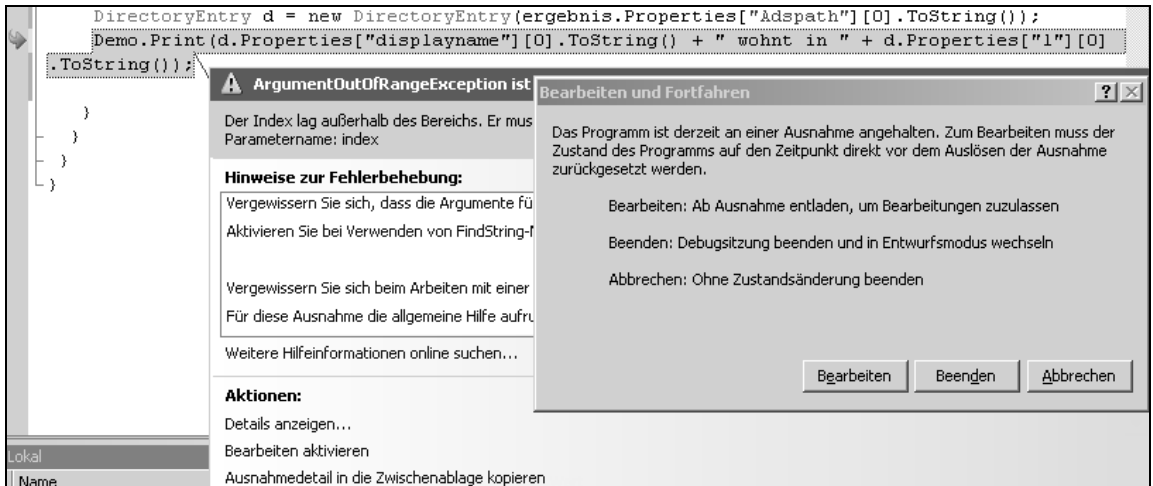 DirectoryEntry d = new DirectoryEntry(ergebnis.Properties["Adspath"][0].ToString());
Demo.Print(d.Properties["displayname"][0].ToString() + " wohnt in " + d.Properties["l"][0]
.ToString());
}
}
}
}
ArgumentOutOfRangeException ist
Der Index lag außerhalb des Bereichs. Er mus
Parametername: index
Hinweise zur Fehlerbehebung:
Vergewissern Sie sich, dass die Argumente fü
Aktivieren Sie bei Verwenden von FindString-M
Vergewissern Sie sich beim Arbeiten mit einer
Für diese Ausnahme die allgemeine Hilfe aufru
Weitere Hilfeinformationen online suchen...
Aktionen:
Details anzeigen...
Bearbeiten aktivieren
Ausnahmedetail in die Zwischenablage kopieren
Bearbeiten und Fortfahren
Das Programm ist derzeit an einer Ausnahme angehalten. Zum Bearbeiten muss der
Zustand des Programms auf den Zeitpunkt direkt vor dem Auslösen der Ausnahme
zurückgesetzt werden.
Bearbeiten: Ab Ausnahme entladen, um Bearbeitungen zuzulassen
Beenden: Debugsitzung beenden und in Entwurfsmodus wechseln
Abbrechen: Ohne Zustandsänderung beenden
Bearbeiten
Beenden
Abbrechen
Lokal
Name